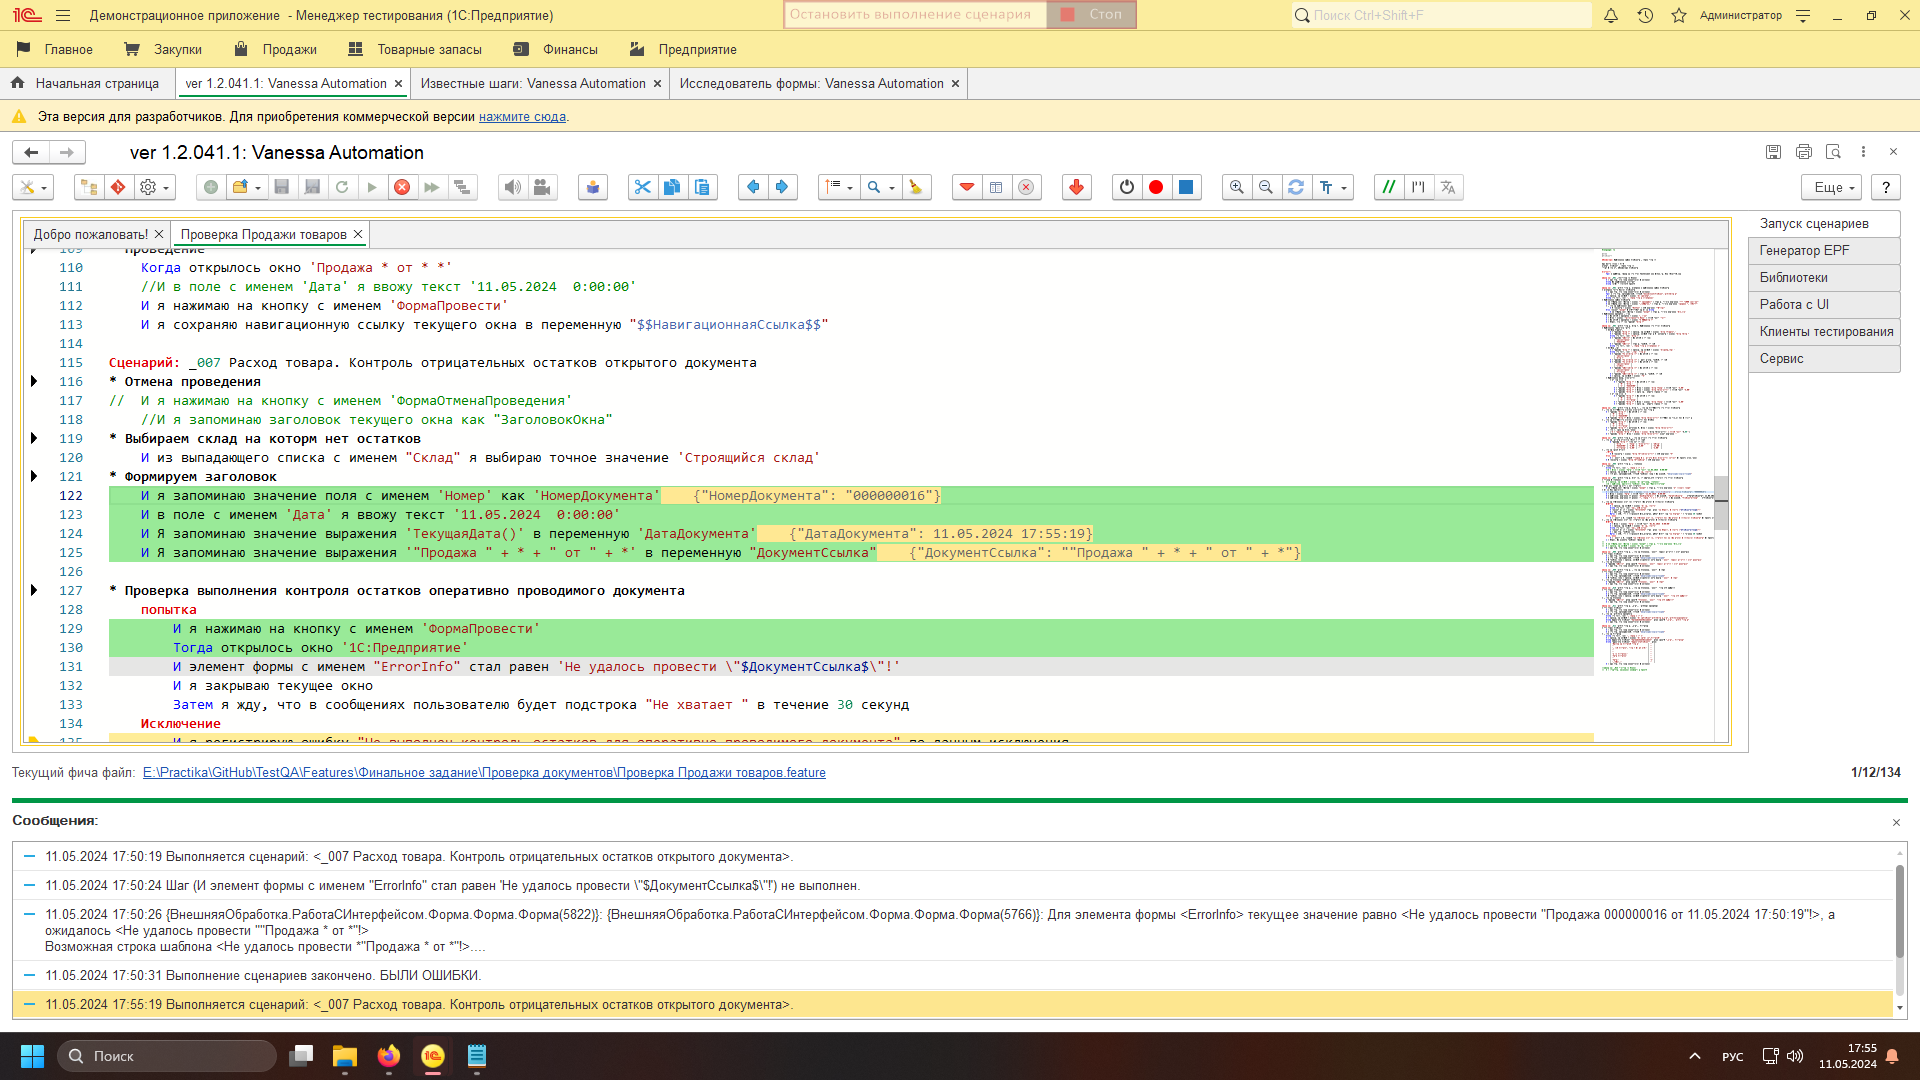 Демонстрационное приложение - Менеджер тестирования (1С:Предприятие)
Остановить выполнение сценария
Стоп
Поиск Ctrl+Shift+F
Администратор
Главное
Закупки
Продажи
Товарные запасы
Финансы
Предприятие
Начальная страница
ver 1.2.041.1: Vanessa Automation
Известные шаги: Vanessa Automation
Исследователь формы: Vanessa Automation
Эта версия для разработчиков. Для приобретения коммерческой версии нажмите сюда.
ver 1.2.041.1: Vanessa Automation
Еще
?
Добро пожаловать!
Проверка Продажи товаров
109 Проведение
110 Когда открылось окно 'Продажа * от * *'
111 //И в поле с именем 'Дата' я ввожу текст '11.05.2024  0:00:00'
112 И я нажимаю на кнопку с именем 'ФормаПровести'
113 И я сохраняю навигационную ссылку текущего окна в переменную "$$НавигационнаяСсылка$$"
114
115 Сценарий: _007 Расход товара. Контроль отрицательных остатков открытого документа
116 * Отмена проведения
117 //  И я нажимаю на кнопку с именем 'ФормаОтменаПроведения'
118 //И я запоминаю заголовок текущего окна как "ЗаголовокОкна"
119 * Выбираем склад на котором нет остатков
120 И из выпадающего списка с именем "Склад" я выбираю точное значение 'Строящийся склад'
121 * Формируем заголовок
122 И я запоминаю значение поля с именем 'Номер' как 'НомерДокумента' {"НомерДокумента": "000000016"}
123 И в поле с именем 'Дата' я ввожу текст '11.05.2024  0:00:00'
124 И Я запоминаю значение выражения 'ТекущаяДата()' в переменную 'ДатаДокумента' {"ДатаДокумента": 11.05.2024 17:55:19}
125 И Я запоминаю значение выражения '"Продажа " + * + " от " + *' в переменную "ДокументСсылка" {"ДокументСсылка": ""Продажа " + * + " от " + *"}
126
127 * Проверка выполнения контроля остатков оперативно проводимого документа
128 попытка
129 И я нажимаю на кнопку с именем 'ФормаПровести'
130 Тогда открылось окно '1С:Предприятие'
131 И элемент формы с именем "ErrorInfo" стал равен 'Не удалось провести \"$ДокументСсылка$\"!'
132 И я закрываю текущее окно
133 Затем я жду, что в сообщениях пользователю будет подстрока "Не хватает " в течение 30 секунд
134 Исключение
135 И я регистрирую ошибку "Не выполнен контроль остатков для оперативно проводимого документа" по данным исключения
Запуск сценариев
Генератор EPF
Библиотеки
Работа с UI
Клиенты тестирования
Сервис
Текущий фича файл: E:\Practika\GitHub\TestQA\Features\Финальное задание\Проверка документов\Проверка Продажи товаров.feature
1/12/134
Сообщения:
11.05.2024 17:50:19 Выполняется сценарий: <_007 Расход товара. Контроль отрицательных остатков открытого документа>.
11.05.2024 17:50:24 Шаг (И элемент формы с именем "ErrorInfo" стал равен 'Не удалось провести \"$ДокументСсылка$\"!') не выполнен.
11.05.2024 17:50:26 {ВнешняяОбработка.РаботаСИнтерфейсом.Форма.Форма.Форма(5822)}: {ВнешняяОбработка.РаботаСИнтерфейсом.Форма.Форма.Форма(5766)}: Для элемента формы <ErrorInfo> текущее значение равно <Не удалось провести "Продажа 000000016 от 11.05.2024 17:50:19"!>, а
ожидалось <Не удалось провести ""Продажа * от *"!>
Возможная строка шаблона <Не удалось провести *"Продажа * от *"!>....
11.05.2024 17:50:31 Выполнение сценариев закончено. БЫЛИ ОШИБКИ.
11.05.2024 17:55:19 Выполняется сценарий: <_007 Расход товара. Контроль отрицательных остатков открытого документа>.
Поиск
РУС
17:55
11.05.2024